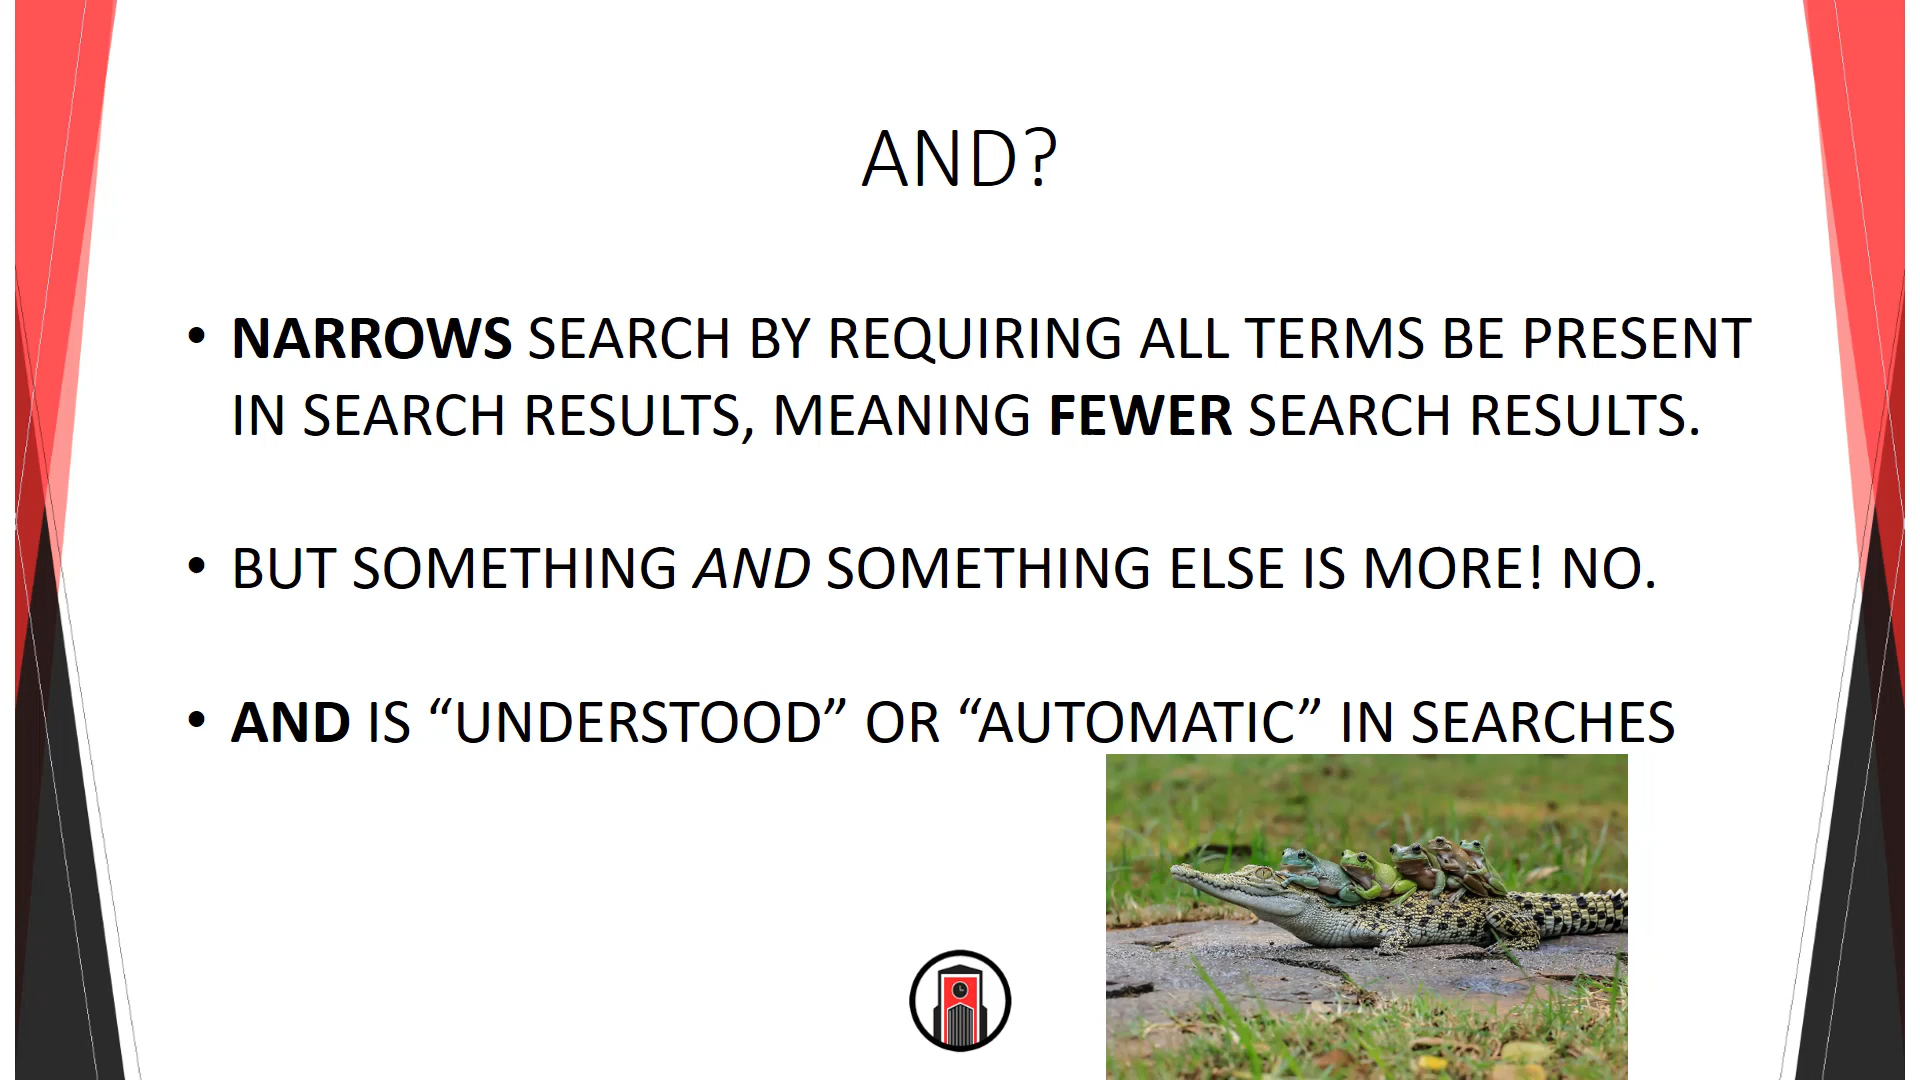 AND?
• NARROWS SEARCH BY REQUIRING ALL TERMS BE PRESENT
IN SEARCH RESULTS, MEANING FEWER SEARCH RESULTS.
• BUT SOMETHING AND SOMETHING ELSE IS MORE! NO.
• AND IS “UNDERSTOOD” OR “AUTOMATIC” IN SEARCHES